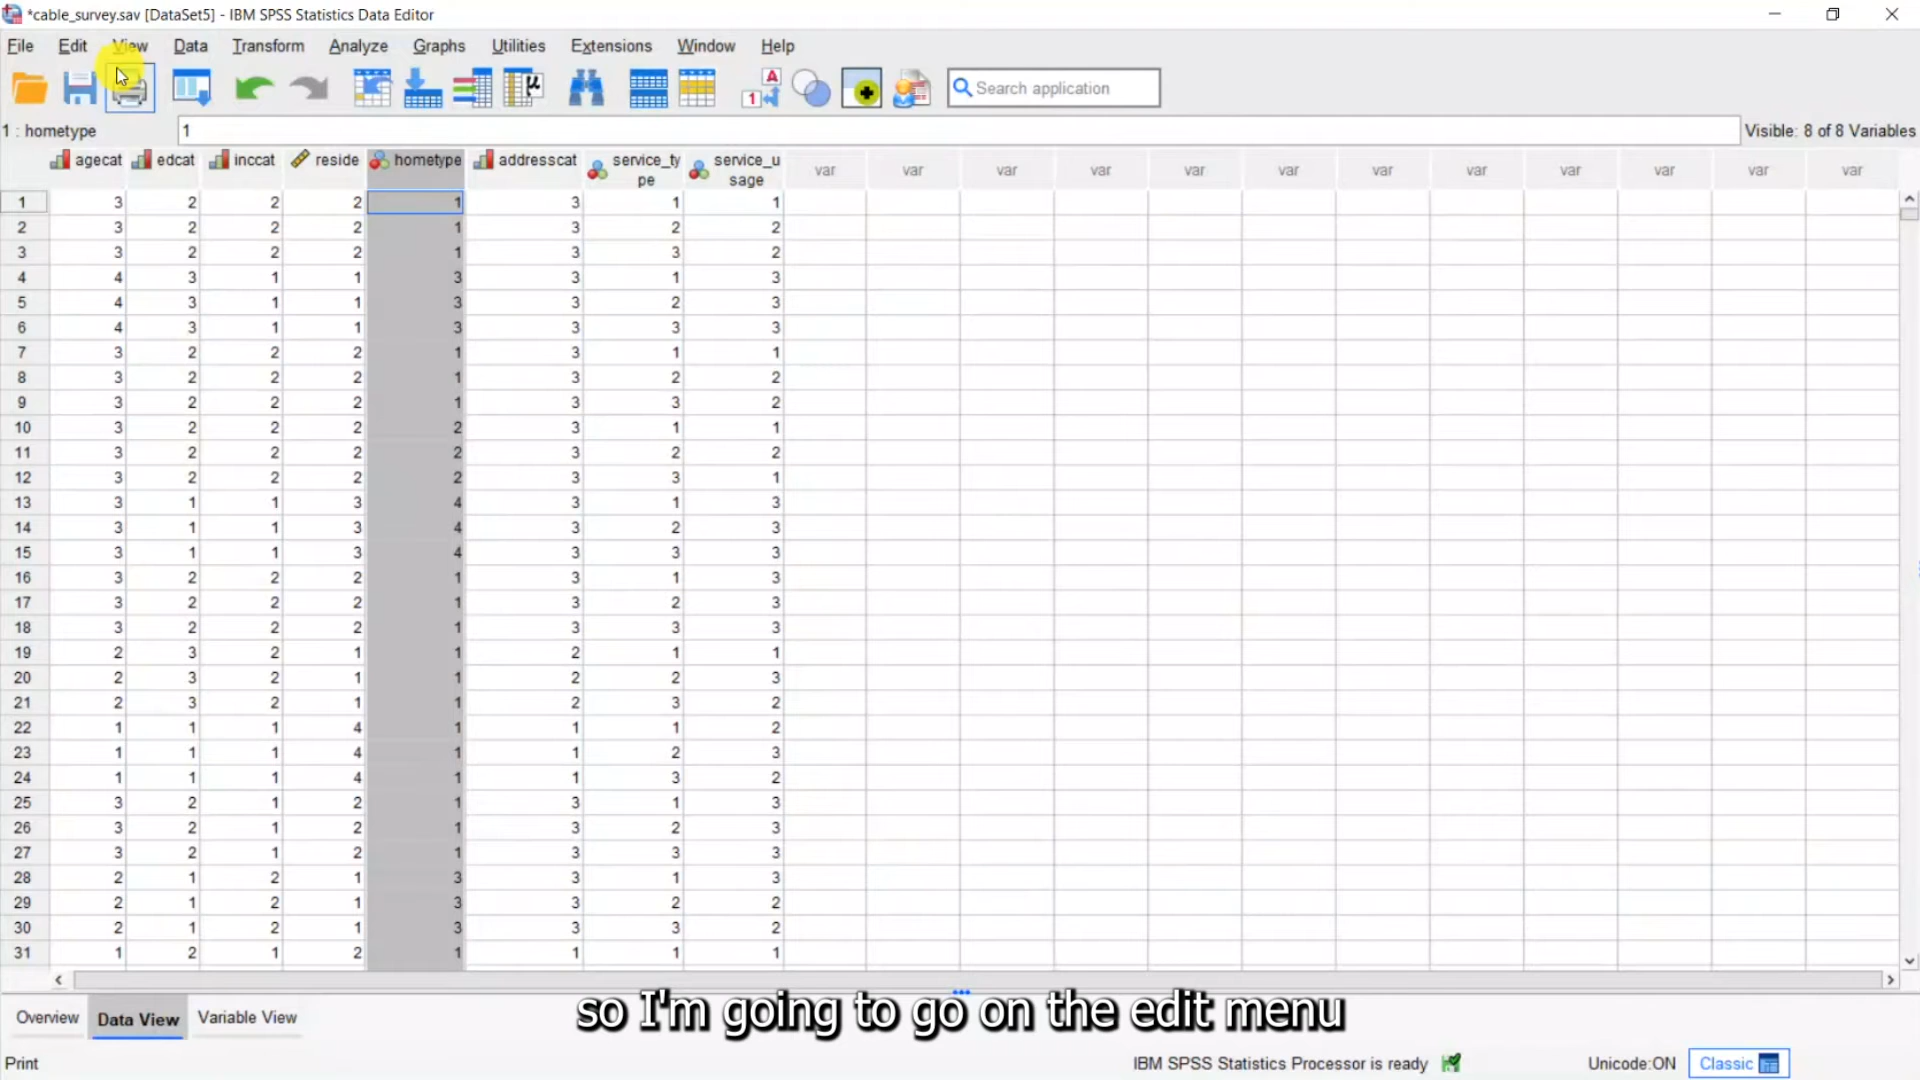 *cable_survey.sav [DataSet5] - IBM SPSS Statistics Data Editor
File Edit View Data Transform Analyze Graphs Utilities Extensions Window Help
Search application
1 : hometype 1 Visible: 8 of 8 Variables
agecat edcat inccat reside hometype addresscat service_ty service_u var var var var var var var var var var var var
pe sage
1 3 2 2 2 1 3 1 1
2 3 2 2 2 1 3 2 2
3 3 2 2 2 1 3 3 2
4 4 3 1 1 3 3 1 3
5 4 3 1 1 3 3 2 3
6 4 3 1 1 3 3 3 3
7 3 2 2 2 1 3 1 1
8 3 2 2 2 1 3 2 2
9 3 2 2 2 1 3 3 2
10 3 2 2 2 2 3 1 1
11 3 2 2 2 2 3 2 2
12 3 2 2 2 2 3 3 1
13 3 1 1 3 4 3 1 3
14 3 1 1 3 4 3 2 3
15 3 1 1 3 4 3 3 3
16 3 2 2 2 1 3 1 3
17 3 2 2 2 1 3 2 3
18 3 2 2 2 1 3 3 3
19 2 3 2 1 1 2 1 1
20 2 3 2 1 1 2 2 3
21 2 3 2 1 1 2 3 2
22 1 1 1 4 1 1 1 2
23 1 1 1 4 1 1 2 3
24 1 1 1 4 1 1 3 2
25 3 2 1 2 1 3 1 3
26 3 2 1 2 1 3 2 3
27 3 2 1 2 1 3 3 3
28 2 1 2 1 3 3 1 3
29 2 1 2 1 3 3 2 2
30 2 1 2 1 3 3 3 2
31 1 2 1 2 1 1 1 1
Overview Data View Variable View
so I'm going to go on the edit menu
Print IBM SPSS Statistics Processor is ready Unicode:ON Classic